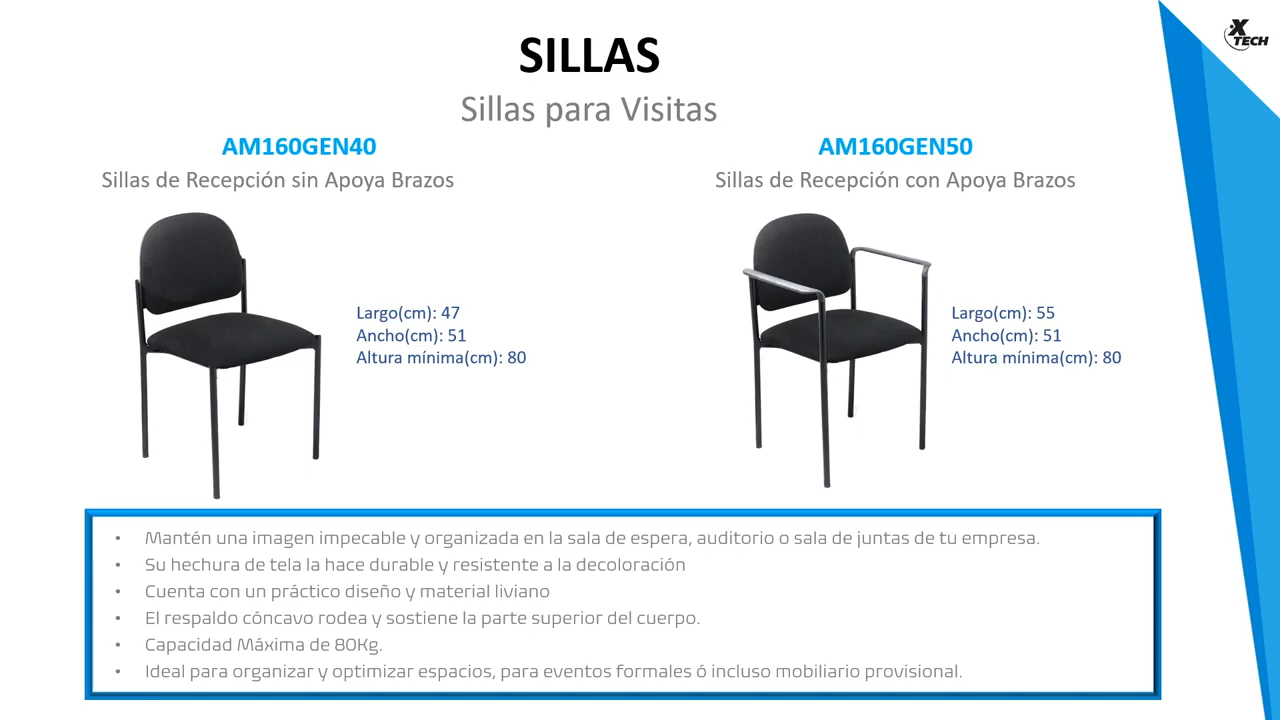 X
TECH
SILLAS
Sillas para Visitas
AM160GEN40
Sillas de Recepción sin Apoya Brazos
Largo(cm): 47
Ancho(cm): 51
Altura mínima(cm): 80
AM160GEN50
Sillas de Recepción con Apoya Brazos
Largo(cm): 55
Ancho(cm): 51
Altura mínima(cm): 80
• Mantén una imagen impecable y organizada en la sala de espera, auditorio o sala de juntas de tu empresa.
• Su hechura de tela la hace durable y resistente a la decoloración
• Cuenta con un práctico diseño y material liviano
• El respaldo cóncavo rodea y sostiene la parte superior del cuerpo.
• Capacidad Máxima de 80Kg.
• Ideal para organizar y optimizar espacios, para eventos formales ó incluso mobiliario provisional.